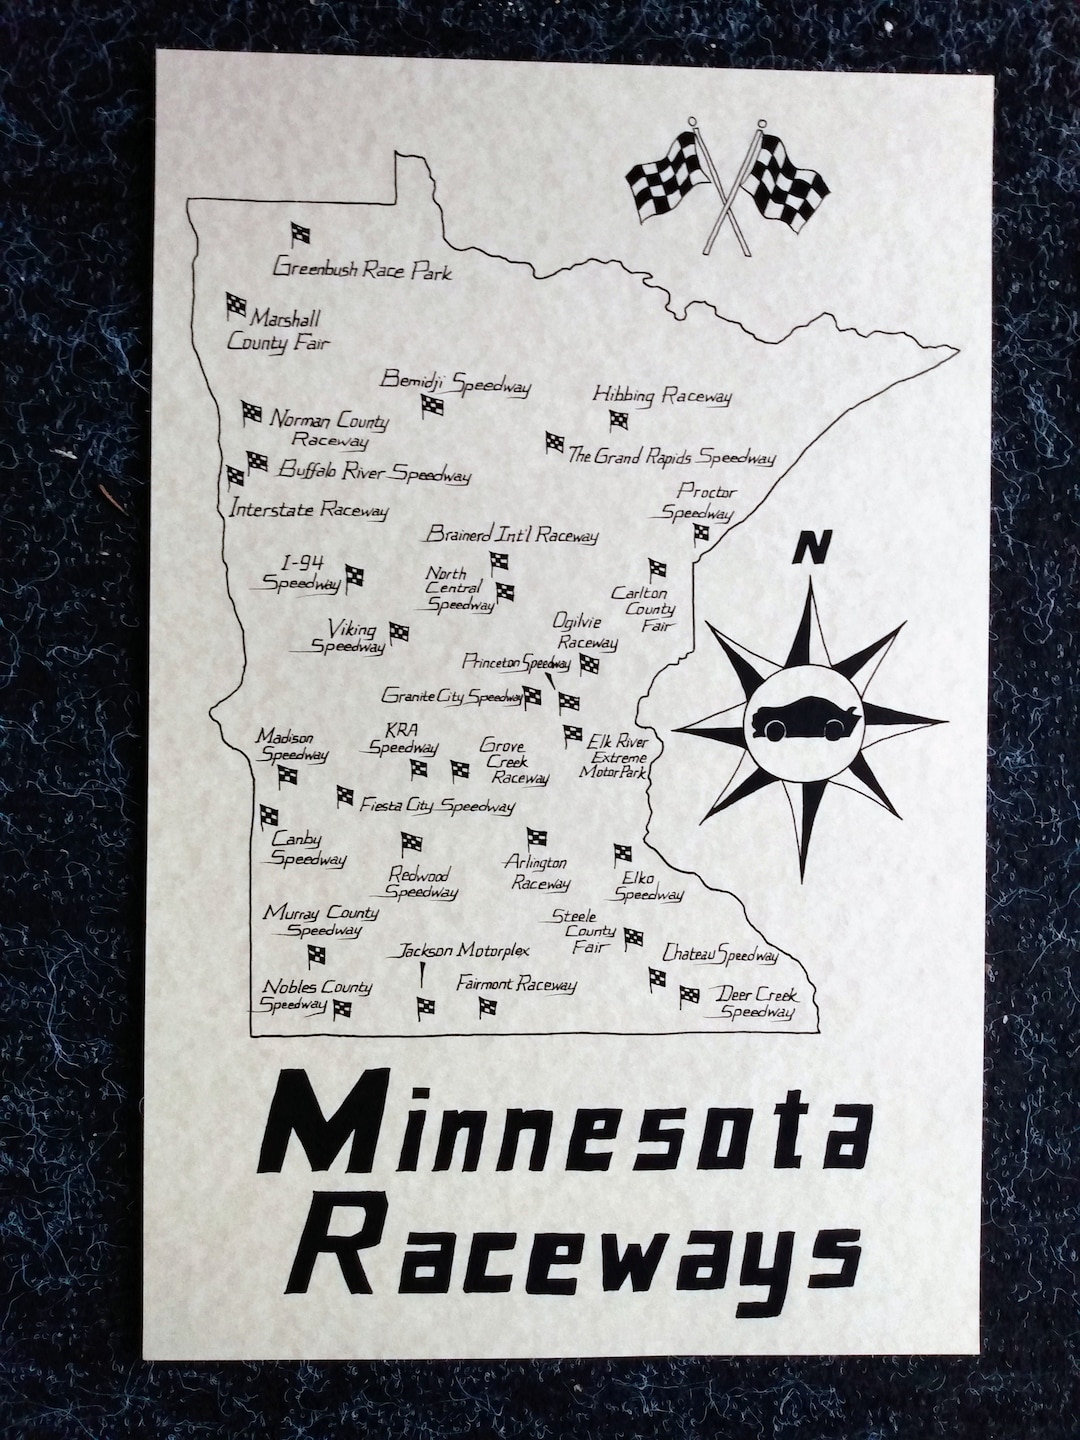 Greenbush Race Park
Marshall
County Fair
Bemidji Speedway
Hibbing Raceway
Norman County
Raceway
The Grand Rapids Speedway
Buffalo River Speedway
Interstate Raceway
Proctor
Speedway
Brainerd Int'l Raceway
I-94
Speedway
North
Central
Speedway
Carlton
County
Fair
Viking
Speedway
Ogilvie
Raceway
Princeton Speedway
Granite City Speedway
N
Madison
Speedway
KRA
Speedway
Grove
Creek
Raceway
Elk River
Extreme
MotorPark
Fiesta City Speedway
Canby
Speedway
Redwood
Speedway
Arlington
Raceway
Elko
Speedway
Murray County
Speedway
Steele
County
Fair
Jackson Motorplex
Chateau Speedway
Nobles County
Speedway
Fairmont Raceway
Deer Creek
Speedway
Minnesota
Raceways